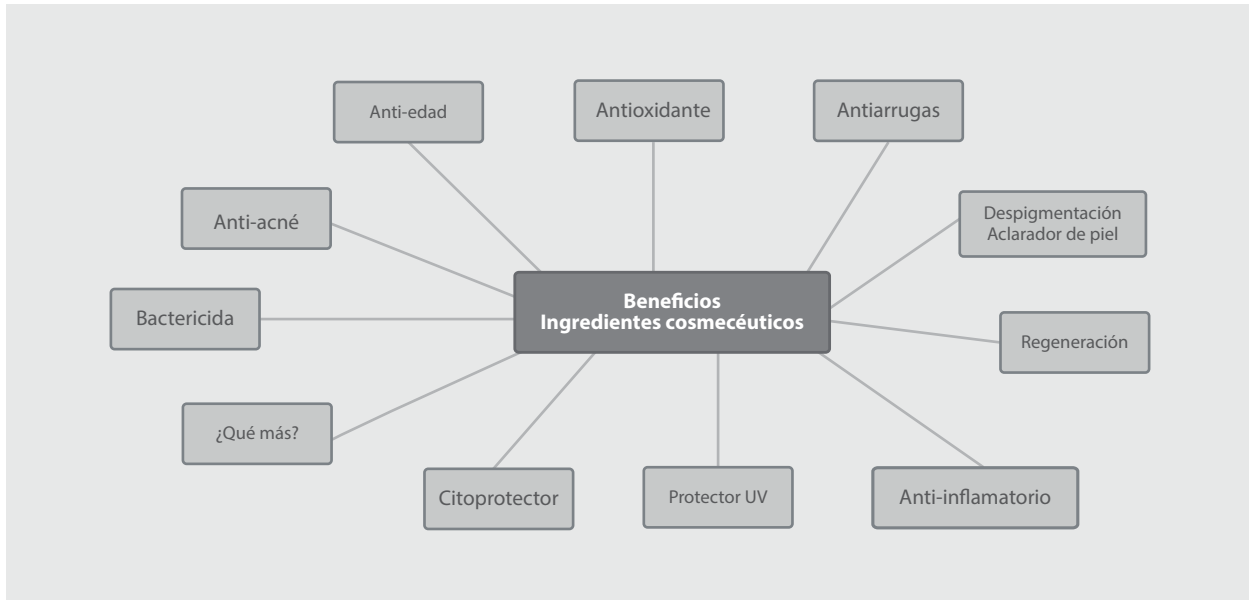 Anti-edad
Antioxidante
Antiarrugas
Anti-acné
Despigmentación
Aclarador de piel
Beneficios
Ingredientes cosmecéuticos
Bactericida
Regeneración
¿Qué más?
Citoprotector
Protector UV
Anti-inflamatorio